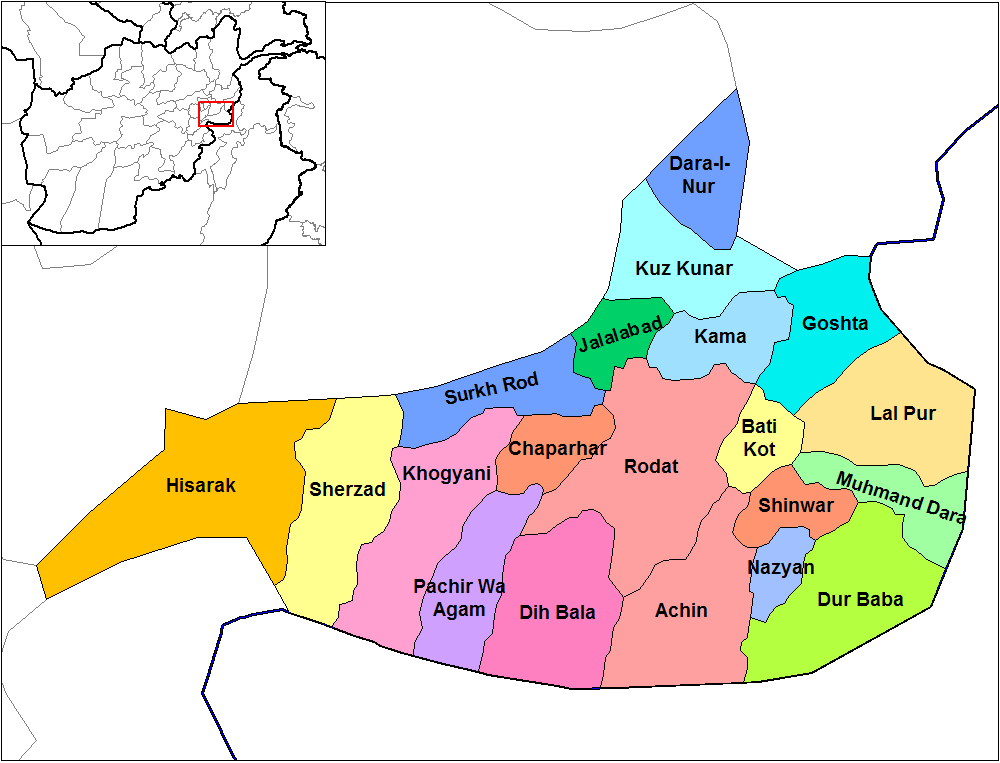 Dara-I-
Nur
Kuz Kunar
Goshta
Jalalabad
Kama
Surkh Rod
Lal Pur
Bati
Kot
Chaparhar
Khogyani
Rodat
Hisarak
Sherzad
Muhmand Dara
Shinwar
Nazyan
Pachir Wa
Agam
Dih Bala
Achin
Dur Baba